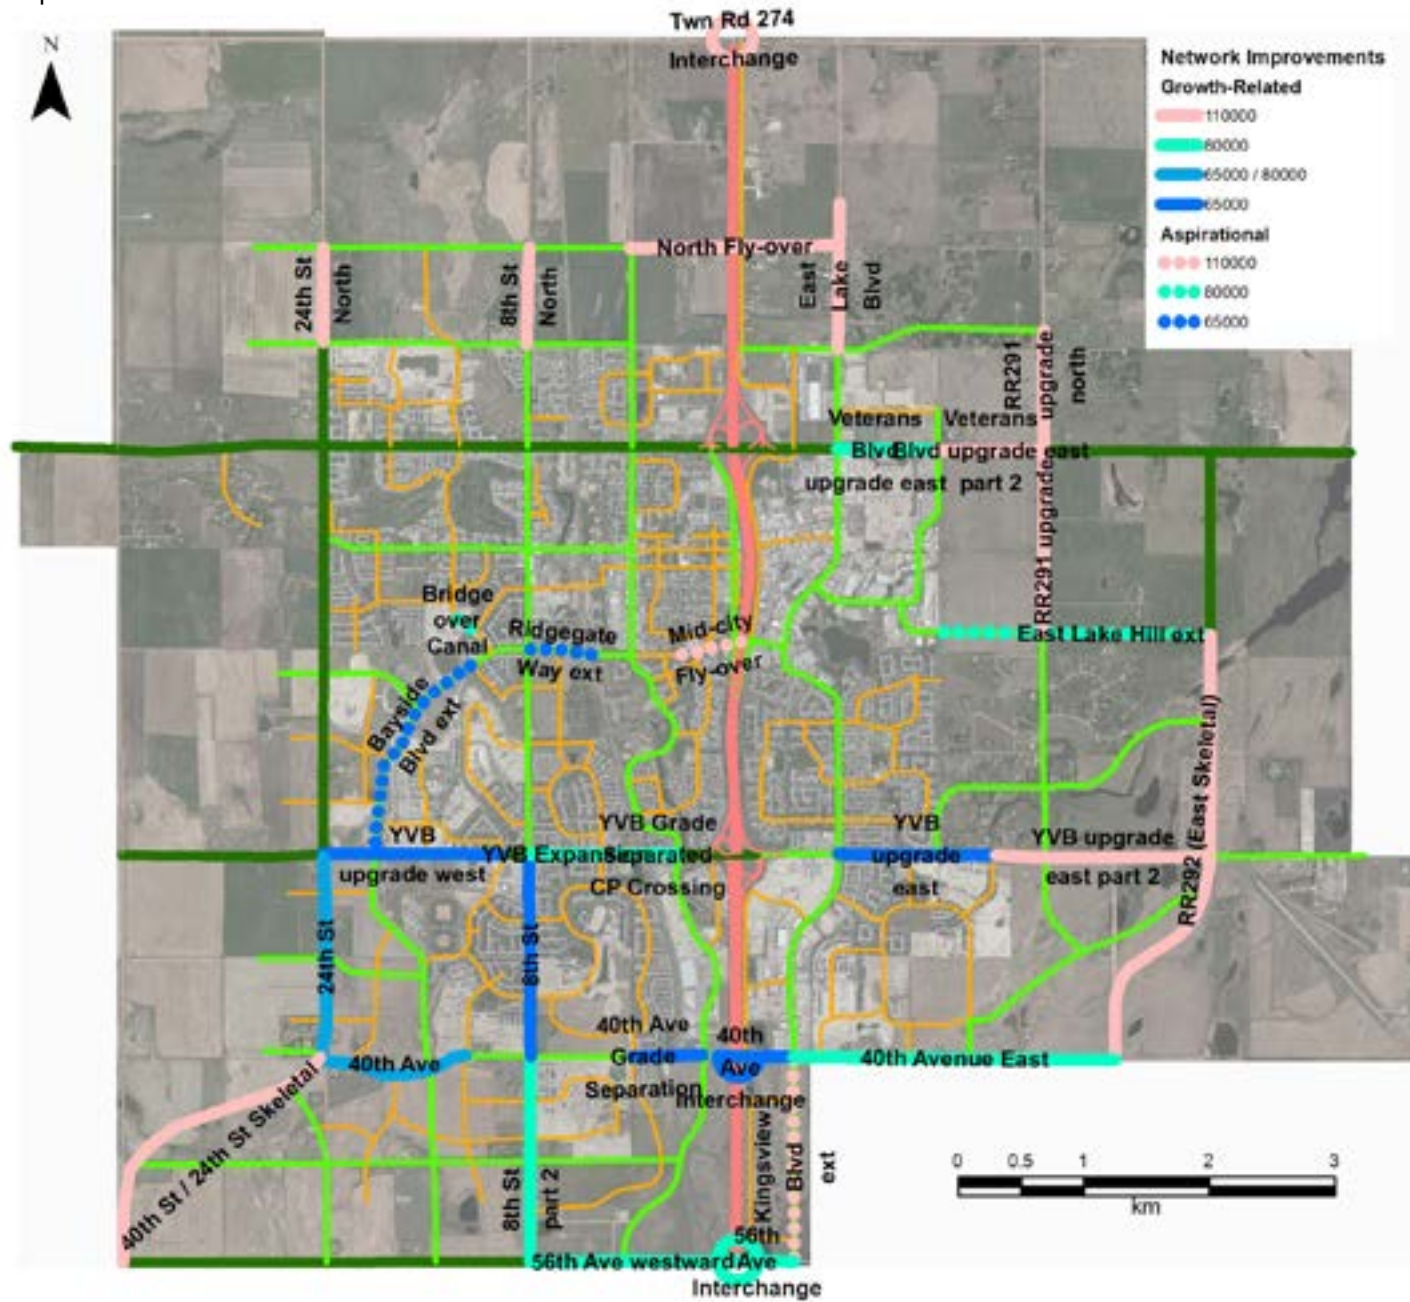 Twn Rd 274
Interchange
N
Network Improvements
Growth-Related
110000
80000
65000 / 80000
65000
Aspirational
110000
80000
65000
North Fly-over
24th St
North
8th St
North
East
Lake
Blvd
RR291
upgrade
north
Veterans
Veterans
Blvd
Blvd upgrade east
upgrade east
part 2
RR291 upgrade
Bridge
over
Canal
Ridgegate
Way ext
Mid-city
Fly-over
East Lake Hill ext
Bayside
Blvd ext
RR292 (East Skeletal)
YVB
upgrade west
YVB Expansion
YVB Grade
Separated
CP Crossing
YVB
upgrade
east
YVB upgrade
east part 2
24th St
8th St
40th Ave
40th Ave
Grade
Separation
40th
Ave
Interchange
40th Avenue East
40th St / 24th St Skeletal
8th St
part 2
Kingsview
Blvd
ext
0 0.5 1 2 3
km
56th Ave westward
56th
Ave
Interchange